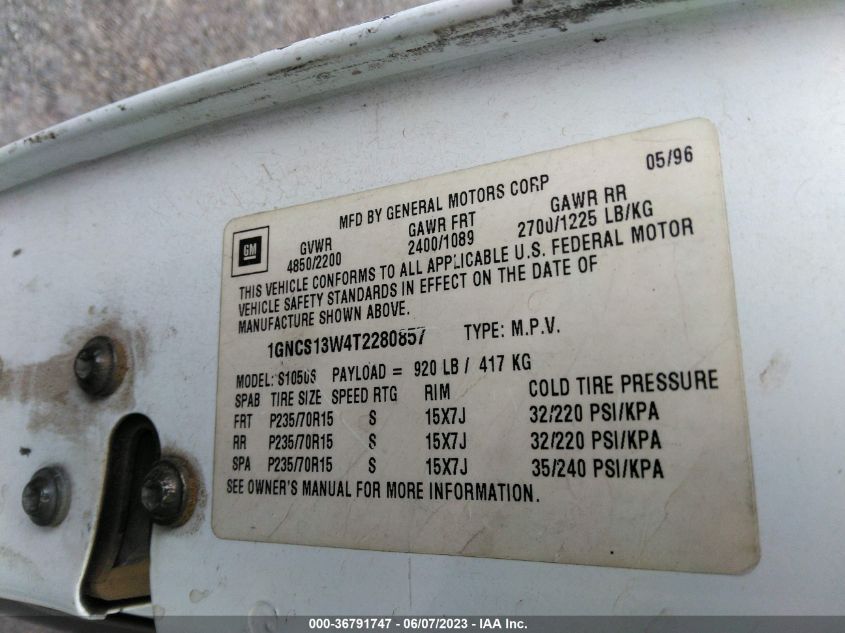 05/96
MFD BY GENERAL MOTORS CORP
GM
GVWR GAWR FRT GAWR RR
4850/2200 2400/1089 2700/1225 LB/KG
THIS VEHICLE CONFORMS TO ALL APPLICABLE U.S. FEDERAL MOTOR
VEHICLE SAFETY STANDARDS IN EFFECT ON THE DATE OF
MANUFACTURE SHOWN ABOVE.
1GNCS13W4T2280857 TYPE: M.P.V.
MODEL: S10506 PAYLOAD = 920 LB / 417 KG
SPAB TIRE SIZE SPEED RTG RIM COLD TIRE PRESSURE
FRT P235/70R15 S 15X7J 32/220 PSI/KPA
RR P235/70R15 S 15X7J 32/220 PSI/KPA
SPA P235/70R15 S 15X7J 35/240 PSI/KPA
SEE OWNER'S MANUAL FOR MORE INFORMATION.
000-36791747 - 06/07/2023 - IAA Inc.